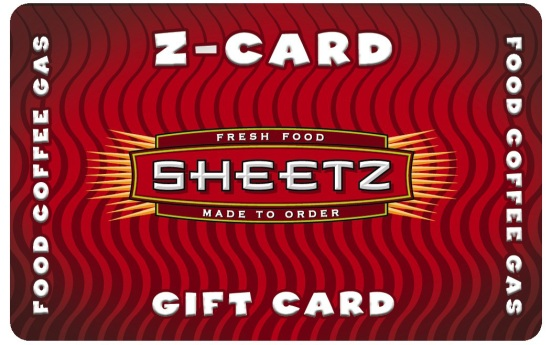 Z-CARD
FOOD COFFEE GAS
FRESH FOOD
SHEETZ
MADE TO ORDER
FOOD COFFEE GAS
GIFT CARD